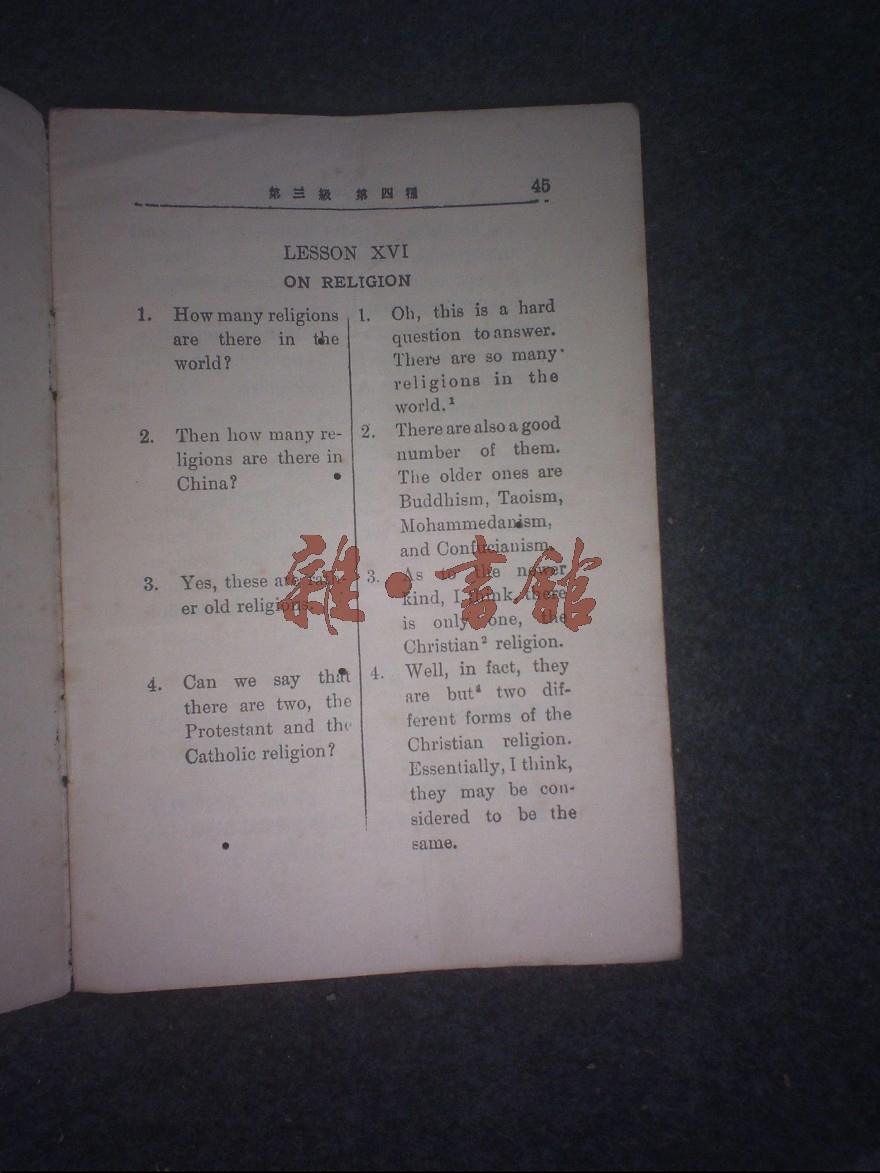 第三級 第四種 45
LESSON XVI
ON RELIGION
1. How many religions
are there in the
world?
2. Then how many re-
ligions are there in
China?
3. Yes, these are rath-
er old religions.
4. Can we say that
there are two, the
Protestant and the
Catholic religion?
1. Oh, this is a hard
question to answer.
There are so many
religions in the
world.¹
2. There are also a good
number of them.
The older ones are
Buddhism, Taoism,
Mohammedanism,
and Confucianism.
3. As to the newer
kind, I think there
is only one, the
Christian² religion.
4. Well, in fact, they
are but⁴ two dif-
ferent forms of the
Christian religion.
Essentially, I think,
they may be con-
sidered to be the
same.
雜·書館